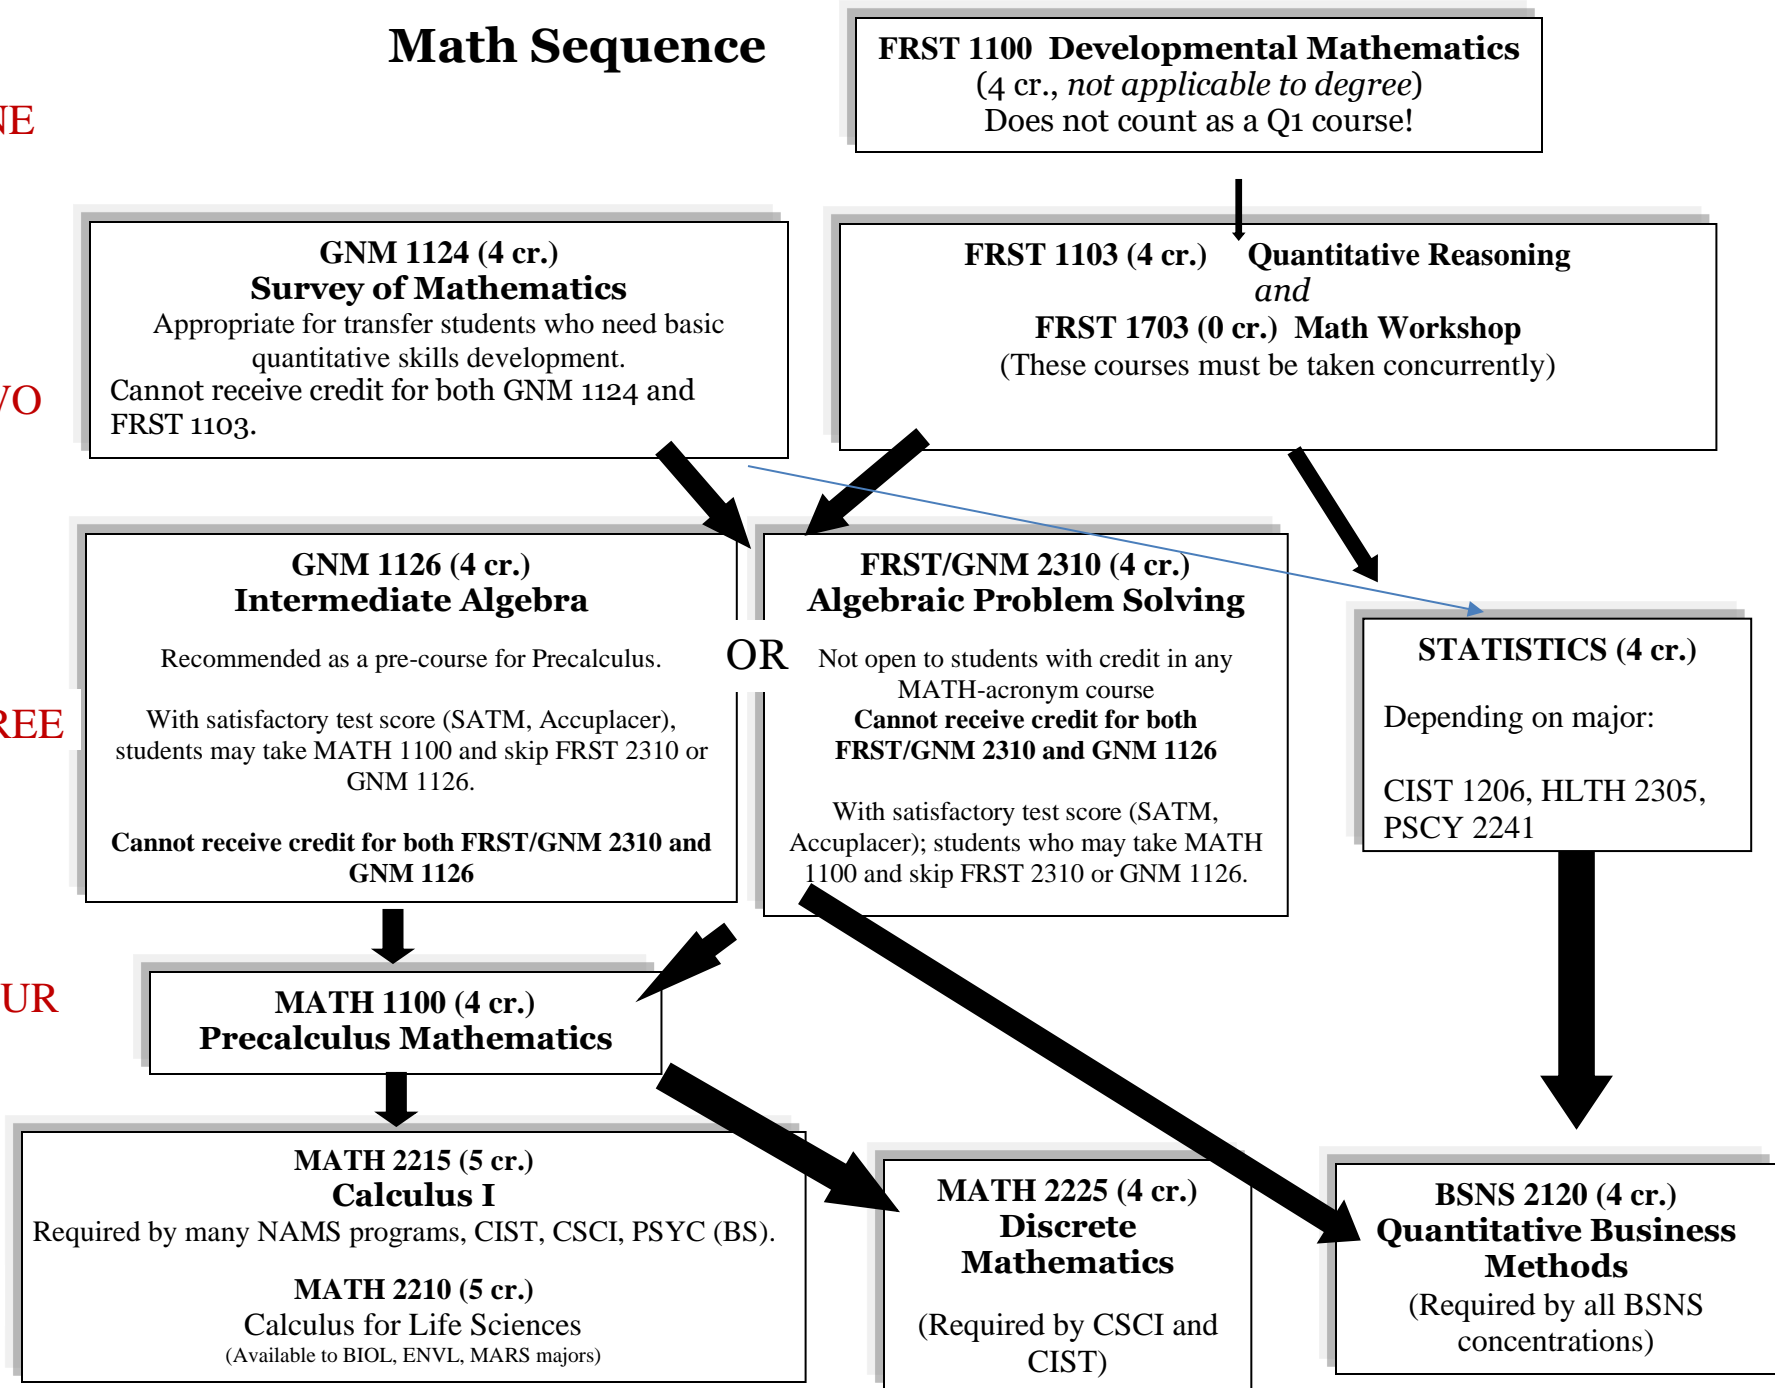 Math Sequence
FRST 1100 Developmental Mathematics
(4 cr., not applicable to degree)
Does not count as a Q1 course!
NE
GNM 1124 (4 cr.)
Survey of Mathematics
Appropriate for transfer students who need basic
quantitative skills development.
Cannot receive credit for both GNM 1124 and
FRST 1103.
FRST 1103 (4 cr.) Quantitative Reasoning
and
FRST 1703 (0 cr.) Math Workshop
(These courses must be taken concurrently)
WO
GNM 1126 (4 cr.)
Intermediate Algebra
Recommended as a pre-course for Precalculus.
With satisfactory test score (SATM, Accuplacer),
students may take MATH 1100 and skip FRST 2310 or
GNM 1126.
Cannot receive credit for both FRST/GNM 2310 and
GNM 1126
OR
FRST/GNM 2310 (4 cr.)
Algebraic Problem Solving
Not open to students with credit in any
MATH-acronym course
Cannot receive credit for both
FRST/GNM 2310 and GNM 1126
With satisfactory test score (SATM,
Accuplacer); students who may take MATH
1100 and skip FRST 2310 or GNM 1126.
STATISTICS (4 cr.)
Depending on major:
CIST 1206, HLTH 2305,
PSCY 2241
REE
UR
MATH 1100 (4 cr.)
Precalculus Mathematics
MATH 2215 (5 cr.)
Calculus I
Required by many NAMS programs, CIST, CSCI, PSYC (BS).
MATH 2210 (5 cr.)
Calculus for Life Sciences
(Available to BIOL, ENVL, MARS majors)
MATH 2225 (4 cr.)
Discrete
Mathematics
(Required by CSCI and
CIST)
BSNS 2120 (4 cr.)
Quantitative Business
Methods
(Required by all BSNS
concentrations)